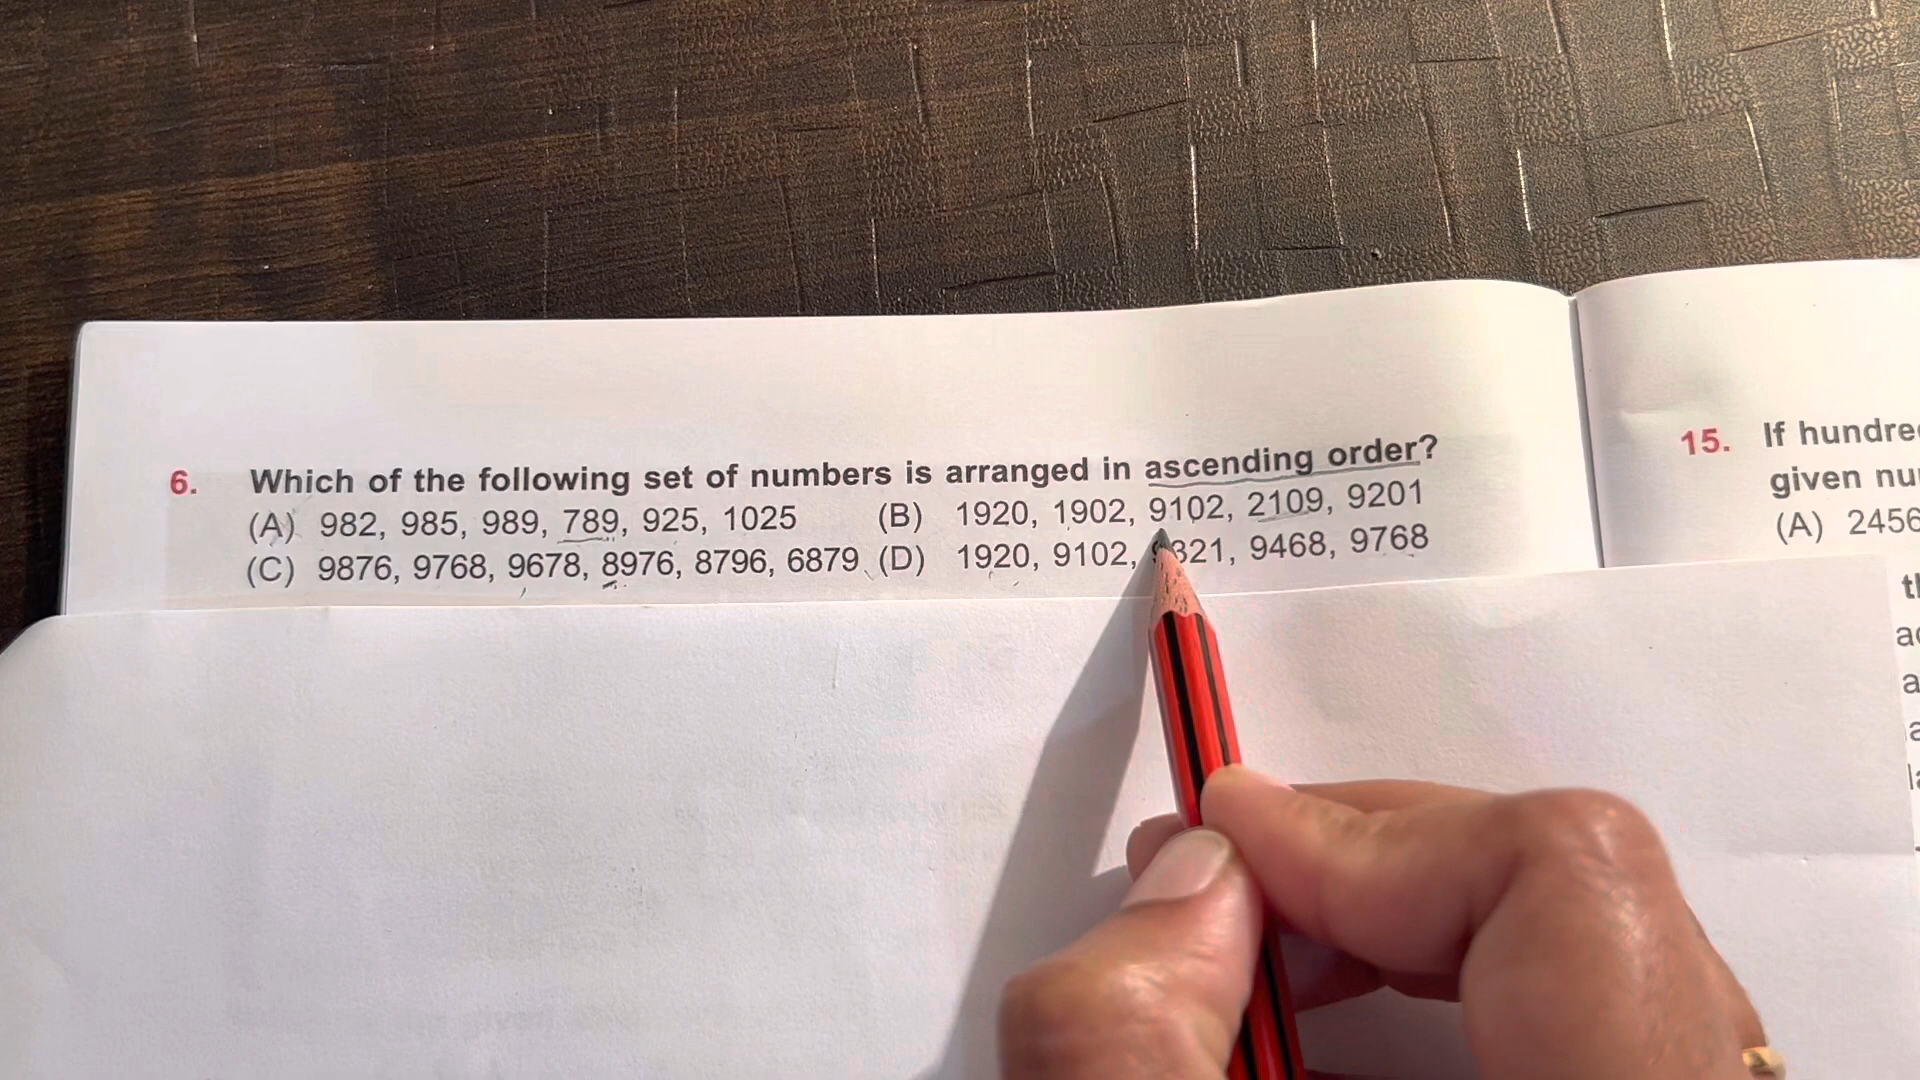 6. Which of the following set of numbers is arranged in ascending order?
(A) 982, 985, 989, 789, 925, 1025 (B) 1920, 1902, 9102, 2109, 9201
(C) 9876, 9768, 9678, 8976, 8796, 6879 (D) 1920, 9102, 9321, 9468, 9768
15. If hundre
given nu
(A) 2456